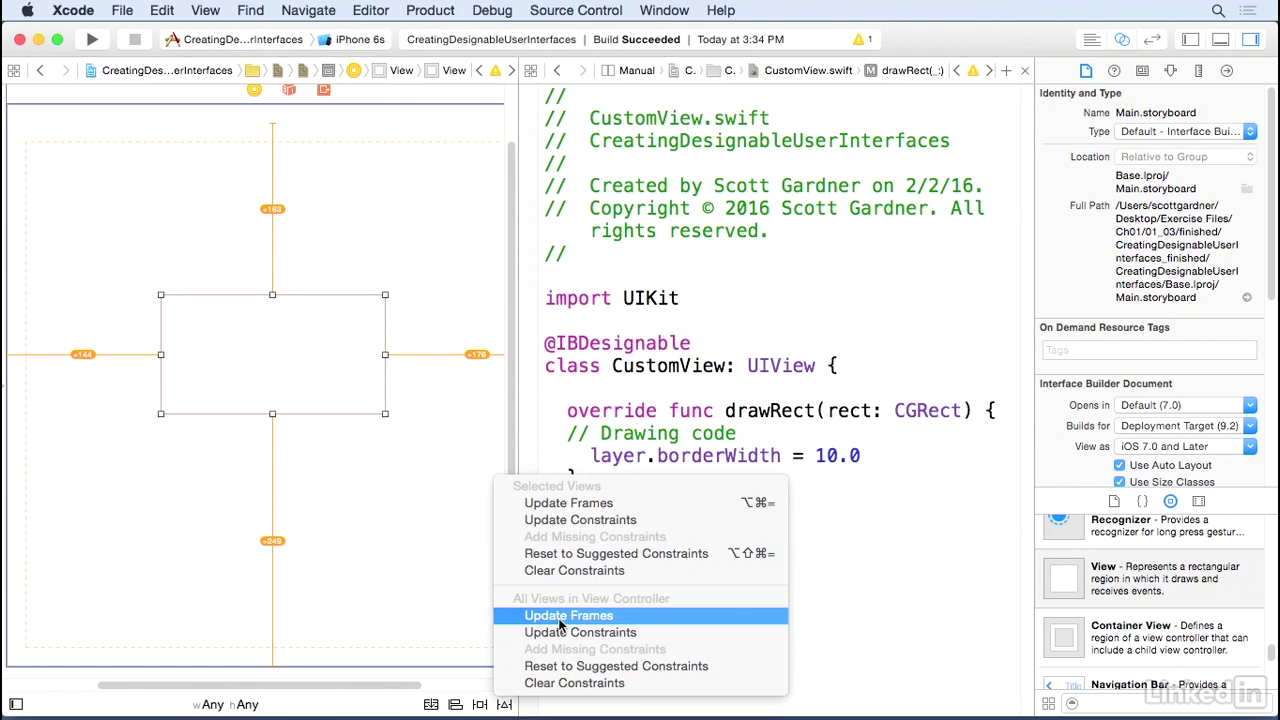 Xcode File Edit View Find Navigate Editor Product Debug Source Control Window Help
CreatingDe...rInterfaces iPhone 6s CreatingDesignableUserInterfaces Build Succeeded Today at 3:34 PM 1
CreatingDes...erInterfaces View View Manual C. C. CustomView.swift M drawRect(_:)
+163
+144
+176
+249
wAny hAny
//
// CustomView.swift
// CreatingDesignableUserInterfaces
//
// Created by Scott Gardner on 2/2/16.
// Copyright © 2016 Scott Gardner. All
rights reserved.
//
import UIKit
@IBDesignable
class CustomView: UIView {
override func drawRect(rect: CGRect) {
// Drawing code
layer.borderWidth = 10.0
Selected Views
Update Frames ⌥⌘=
Update Constraints
Add Missing Constraints
Reset to Suggested Constraints ⌥⇧⌘=
Clear Constraints
All Views in View Controller
Update Frames
Update Constraints
Add Missing Constraints
Reset to Suggested Constraints
Clear Constraints
Identity and Type
Name Main.storyboard
Type Default - Interface Bui...
Location Relative to Group
Base.lproj/
Main.storyboard
Full Path /Users/scottgardner/
Desktop/Exercise Files/
Ch01/01_03/finished/
CreatingDesignableUserI
nterfaces_finished/
CreatingDesignableUserI
nterfaces/Base.lproj/
Main.storyboard
On Demand Resource Tags
Tags
Interface Builder Document
Opens in Default (7.0)
Builds for Deployment Target (9.2)
View as iOS 7.0 and Later
Use Auto Layout
Use Size Classes
{}
Recognizer - Provides a
recognizer for long press gestur...
View - Represents a rectangular
region in which it draws and
receives events.
Container View - Defines a
region of a view controller that can
include a child view controller.
Title Navigation Bar - Provides a
Linked in